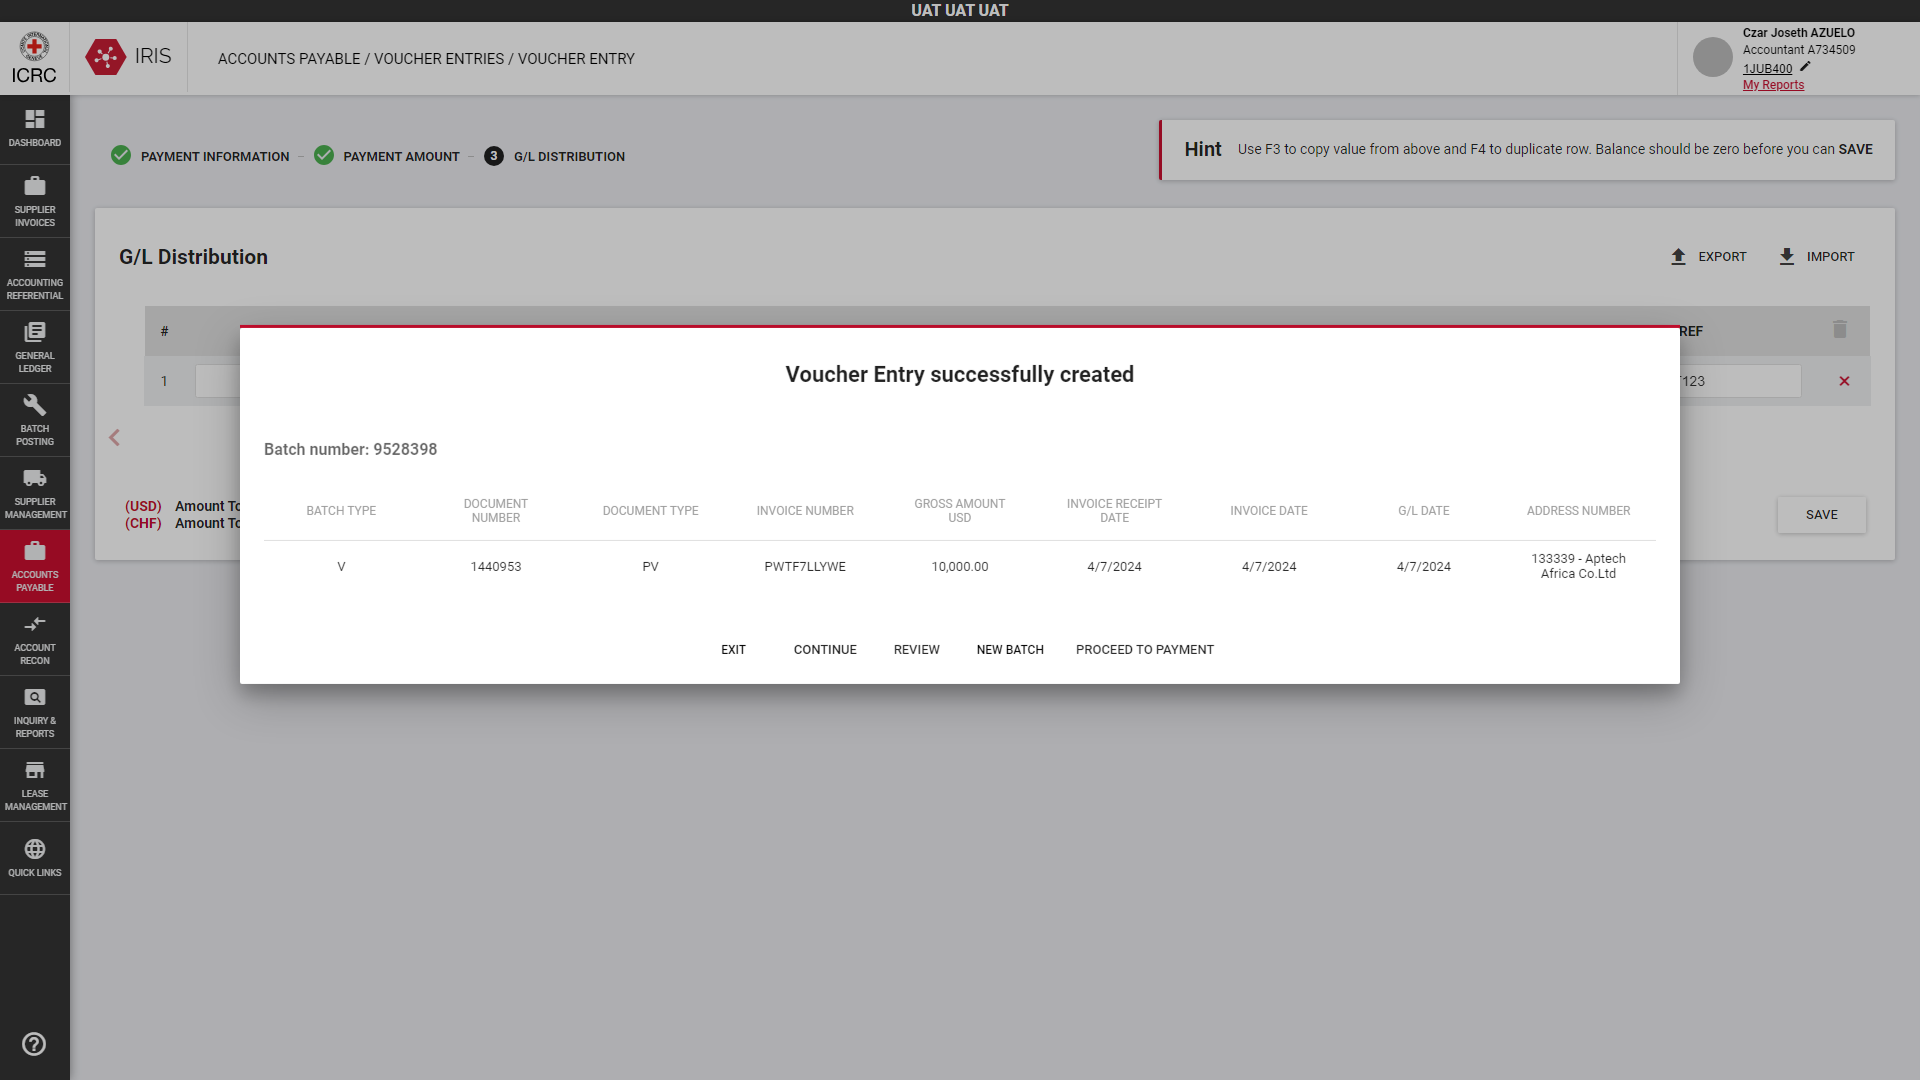 UAT UAT UAT
ICRC
IRIS
ACCOUNTS PAYABLE / VOUCHER ENTRIES / VOUCHER ENTRY
Czar Joseth AZUELO
Accountant A734509
1JUB400
My Reports
DASHBOARD
SUPPLIER
INVOICES
ACCOUNTING
REFERENTIAL
GENERAL
LEDGER
BATCH
POSTING
SUPPLIER
MANAGEMENT
ACCOUNTS
PAYABLE
ACCOUNT
RECON
INQUIRY &
REPORTS
LEASE
MANAGEMENT
QUICK LINKS
PAYMENT INFORMATION
PAYMENT AMOUNT
3 G/L DISTRIBUTION
Hint Use F3 to copy value from above and F4 to duplicate row. Balance should be zero before you can SAVE
G/L Distribution
EXPORT
IMPORT
#
REF
1
123
(USD) Amount To
(CHF) Amount To
SAVE
Voucher Entry successfully created
Batch number: 9528398
BATCH TYPE
DOCUMENT
NUMBER
DOCUMENT TYPE
INVOICE NUMBER
GROSS AMOUNT
USD
INVOICE RECEIPT
DATE
INVOICE DATE
G/L DATE
ADDRESS NUMBER
V
1440953
PV
PWTF7LLYWE
10,000.00
4/7/2024
4/7/2024
4/7/2024
133339 - Aptech
Africa Co.Ltd
EXIT
CONTINUE
REVIEW
NEW BATCH
PROCEED TO PAYMENT